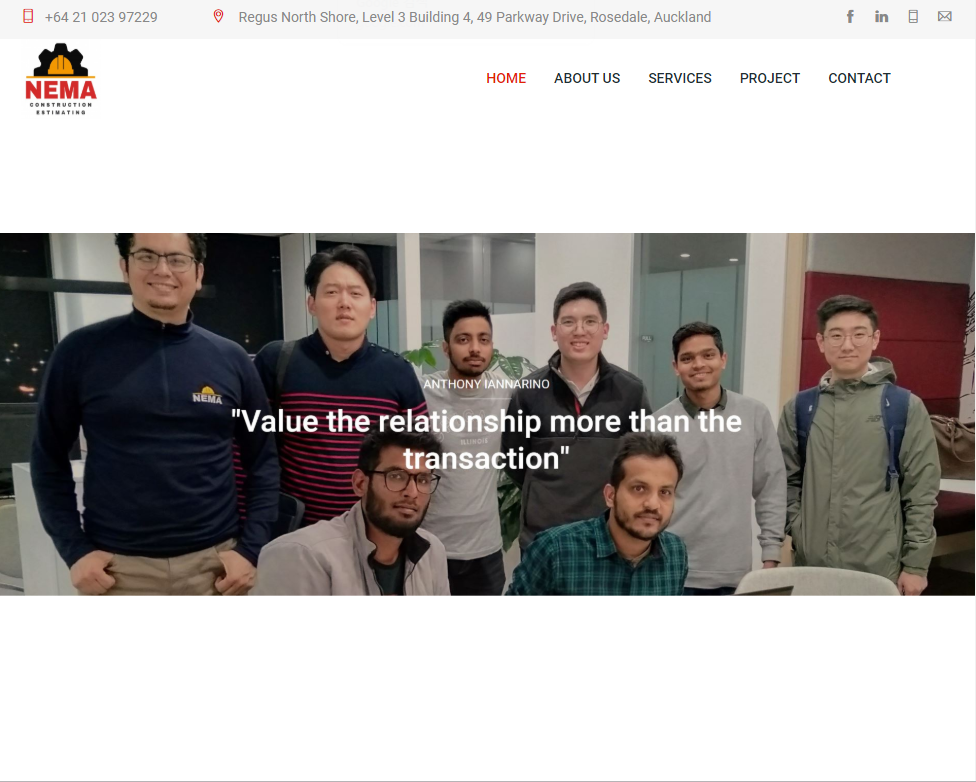 +64 21 023 97229
Regus North Shore, Level 3 Building 4, 49 Parkway Drive, Rosedale, Auckland
NEMA
CONSTRUCTION
ESTIMATING
HOME
ABOUT US
SERVICES
PROJECT
CONTACT
NEMA
ANTHONY IANNARINO
"Value the relationship more than the
transaction"